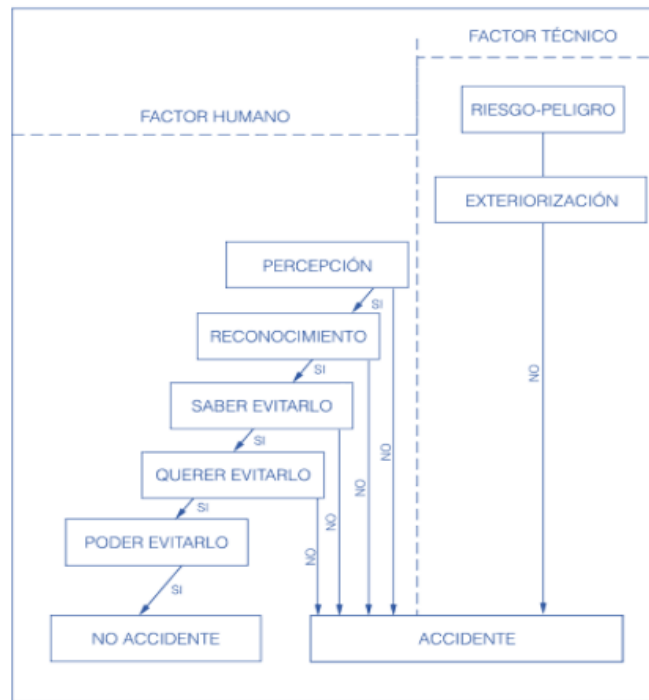 FACTOR TÉCNICO
FACTOR HUMANO
RIESGO-PELIGRO
EXTERIORIZACIÓN
PERCEPCIÓN
SI
RECONOCIMIENTO
SI
NO
SABER EVITARLO
SI
NO
QUERER EVITARLO
NO
SI
NO
PODER EVITARLO
NO
SI
NO ACCIDENTE
ACCIDENTE